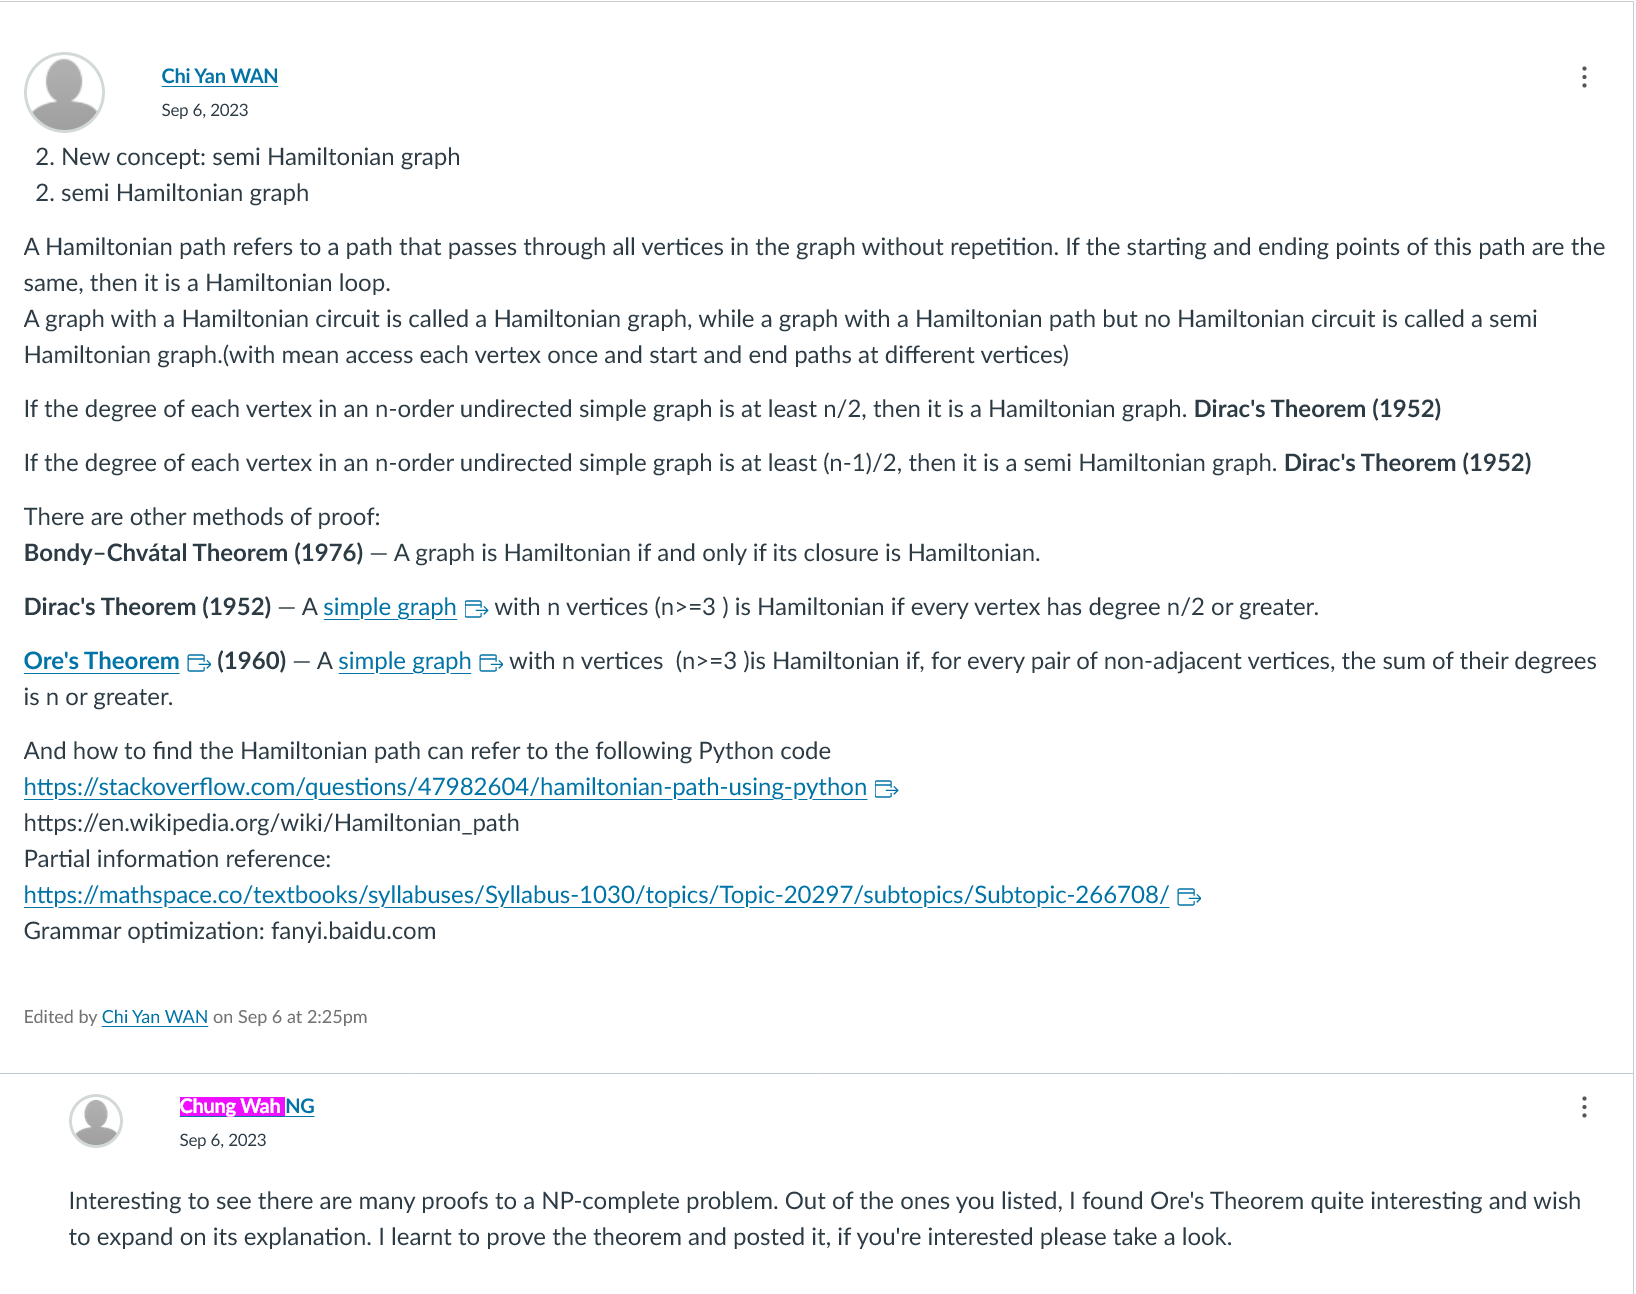 Chi Yan WAN
Sep 6, 2023
2. New concept: semi Hamiltonian graph
2. semi Hamiltonian graph
A Hamiltonian path refers to a path that passes through all vertices in the graph without repetition. If the starting and ending points of this path are the
same, then it is a Hamiltonian loop.
A graph with a Hamiltonian circuit is called a Hamiltonian graph, while a graph with a Hamiltonian path but no Hamiltonian circuit is called a semi
Hamiltonian graph.(with mean access each vertex once and start and end paths at different vertices)
If the degree of each vertex in an n-order undirected simple graph is at least n/2, then it is a Hamiltonian graph. Dirac's Theorem (1952)
If the degree of each vertex in an n-order undirected simple graph is at least (n-1)/2, then it is a semi Hamiltonian graph. Dirac's Theorem (1952)
There are other methods of proof:
Bondy–Chvátal Theorem (1976) — A graph is Hamiltonian if and only if its closure is Hamiltonian.
Dirac's Theorem (1952) — A simple graph with n vertices (n>=3 ) is Hamiltonian if every vertex has degree n/2 or greater.
Ore's Theorem (1960) — A simple graph with n vertices  (n>=3 )is Hamiltonian if, for every pair of non-adjacent vertices, the sum of their degrees
is n or greater.
And how to find the Hamiltonian path can refer to the following Python code
https://stackoverflow.com/questions/47982604/hamiltonian-path-using-python
https://en.wikipedia.org/wiki/Hamiltonian_path
Partial information reference:
https://mathspace.co/textbooks/syllabuses/Syllabus-1030/topics/Topic-20297/subtopics/Subtopic-266708/
Grammar optimization: fanyi.baidu.com
Edited by Chi Yan WAN on Sep 6 at 2:25pm
Chung Wah NG
Sep 6, 2023
Interesting to see there are many proofs to a NP-complete problem. Out of the ones you listed, I found Ore's Theorem quite interesting and wish
to expand on its explanation. I learnt to prove the theorem and posted it, if you're interested please take a look.